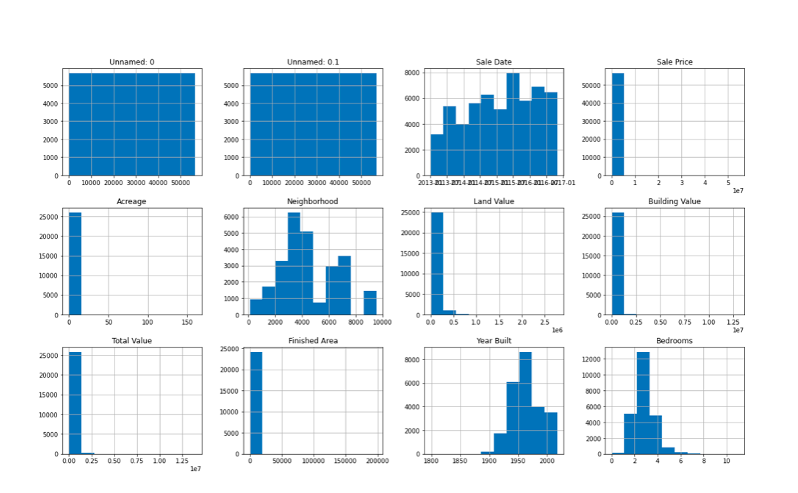 Unnamed: 0
5000
4000
3000
2000
1000
0
0 10000 20000 30000 40000 50000
Unnamed: 0.1
5000
4000
3000
2000
1000
0
0 10000 20000 30000 40000 50000
Sale Date
8000
6000
4000
2000
0
2017-01
Sale Price
50000
40000
30000
20000
10000
0
0 1 2 3 4 5
1e7
Acreage
25000
20000
15000
10000
5000
0
0 50 100 150
Neighborhood
6000
5000
4000
3000
2000
1000
0
0 2000 4000 6000 8000 10000
Land Value
25000
20000
15000
10000
5000
0
0.0 0.5 1.0 1.5 2.0 2.5
1e6
Building Value
25000
20000
15000
10000
5000
0
0.00 0.25 0.50 0.75 1.00 1.25
1e7
Total Value
25000
20000
15000
10000
5000
0
0.00 0.25 0.50 0.75 1.00 1.25
1e7
Finished Area
25000
20000
15000
10000
5000
0
0 50000 100000 150000 200000
Year Built
8000
6000
4000
2000
0
1800 1850 1900 1950 2000
Bedrooms
12000
10000
8000
6000
4000
2000
0
0 2 4 6 8 10